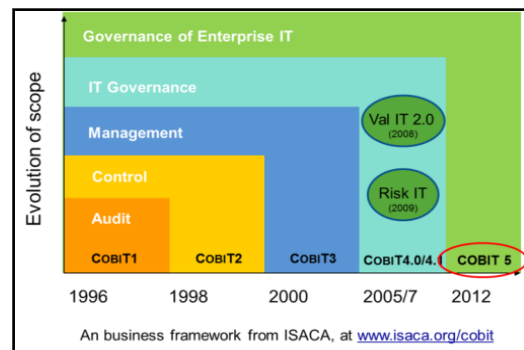 Evolution of scope
Governance of Enterprise IT
IT Governance
Val IT 2.0
(2008)
Management
Control
Risk IT
(2009)
Audit
COBIT1
COBIT2
COBIT3
COBIT4.0/4.1
COBIT 5
1996
1998
2000
2005/7
2012
An business framework from ISACA, at www.isaca.org/cobit